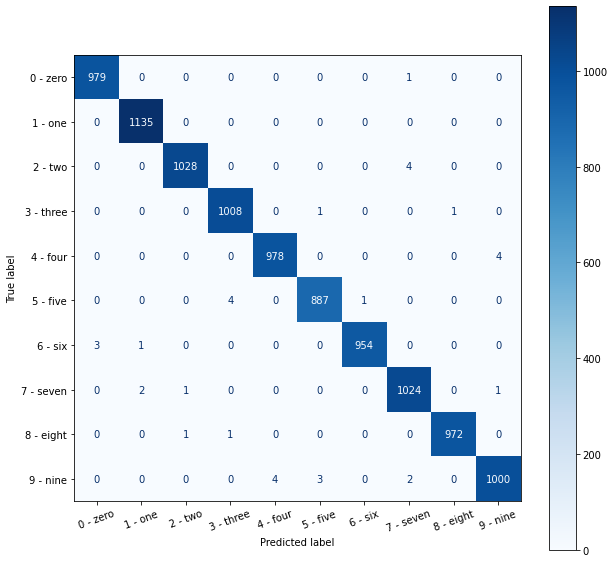 0 - zero 979 0 0 0 0 0 0 1 0 0
1 - one 0 1135 0 0 0 0 0 0 0 0
2 - two 0 0 1028 0 0 0 0 4 0 0
3 - three 0 0 0 1008 0 1 0 0 1 0
4 - four 0 0 0 0 978 0 0 0 0 4
5 - five 0 0 0 4 0 887 1 0 0 0
6 - six 3 1 0 0 0 0 954 0 0 0
7 - seven 0 2 1 0 0 0 0 1024 0 1
8 - eight 0 0 1 1 0 0 0 0 972 0
9 - nine 0 0 0 0 4 3 0 2 0 1000
0 - zero 1 - one 2 - two 3 - three 4 - four 5 - five 6 - six 7 - seven 8 - eight 9 - nine
Predicted label
True label
1000
800
600
400
200
0